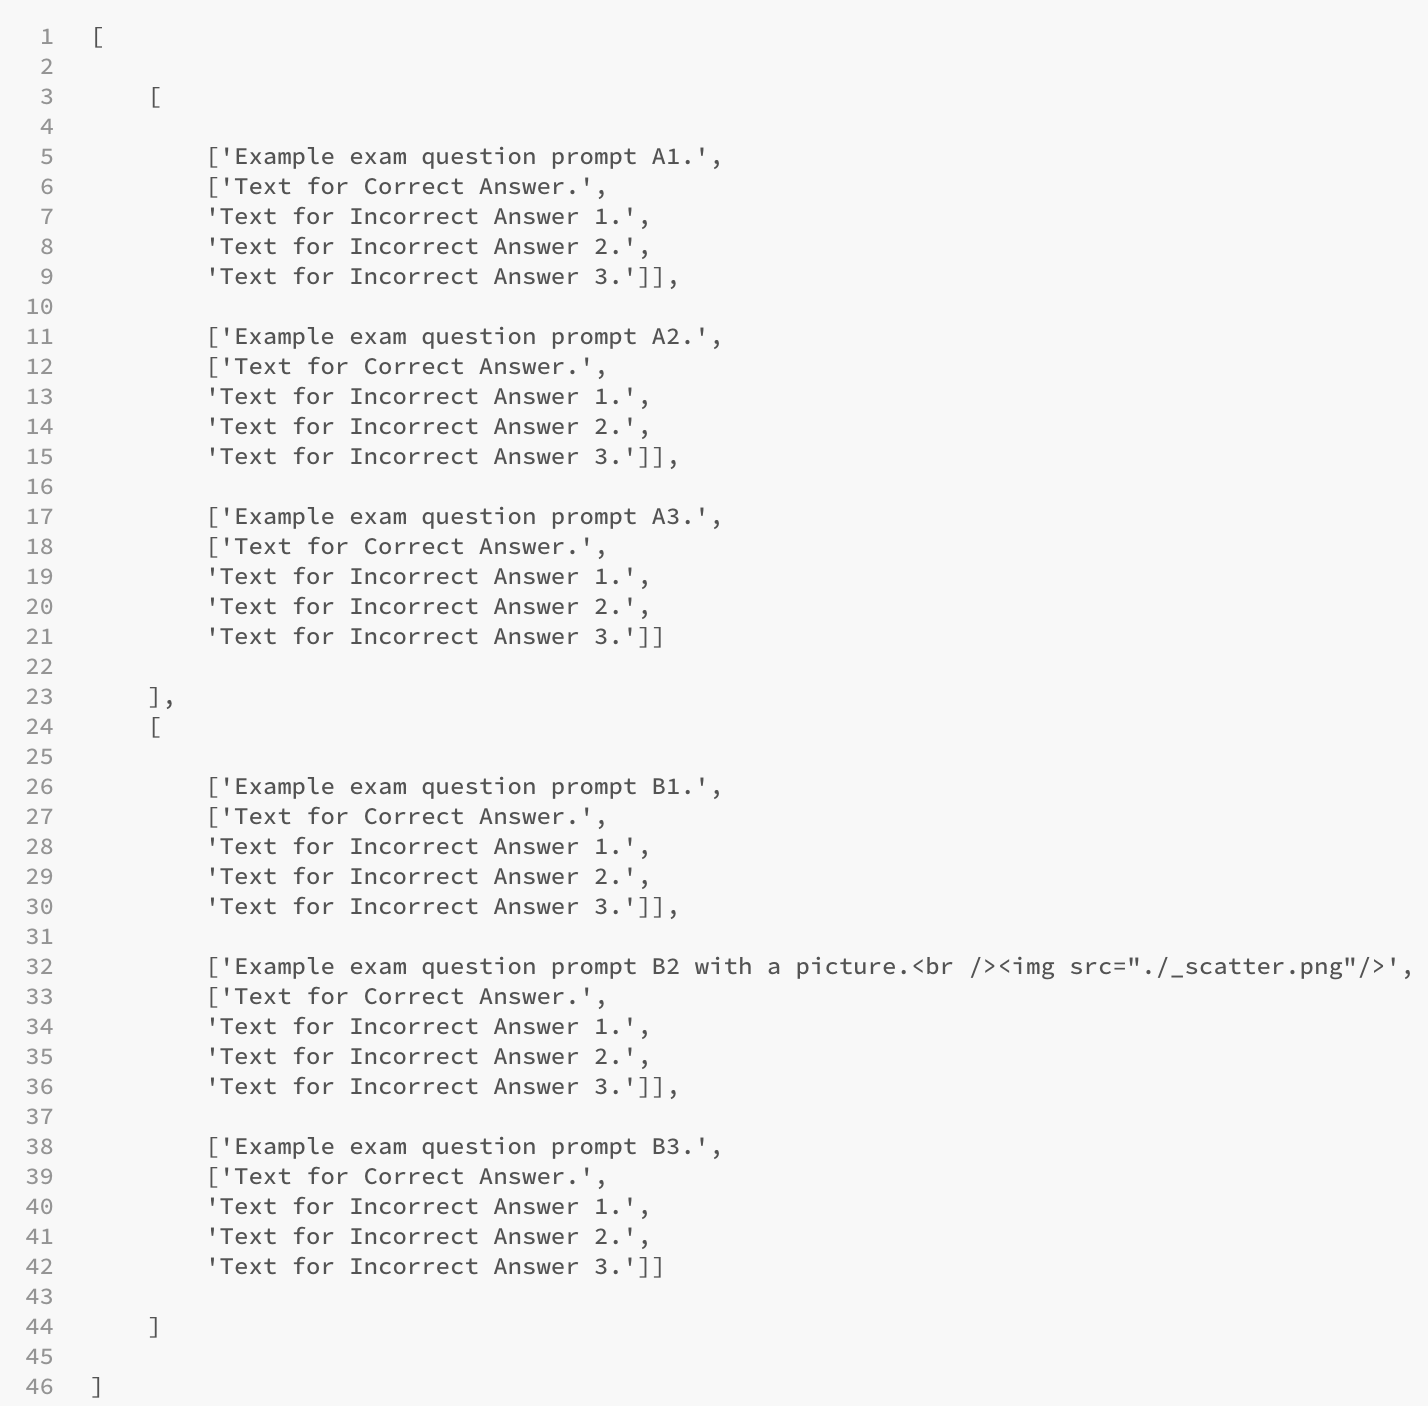 1 [
2
3 [
4
5 ['Example exam question prompt A1.',
6 ['Text for Correct Answer.',
7 'Text for Incorrect Answer 1.',
8 'Text for Incorrect Answer 2.',
9 'Text for Incorrect Answer 3.']],
10
11 ['Example exam question prompt A2.',
12 ['Text for Correct Answer.',
13 'Text for Incorrect Answer 1.',
14 'Text for Incorrect Answer 2.',
15 'Text for Incorrect Answer 3.']],
16
17 ['Example exam question prompt A3.',
18 ['Text for Correct Answer.',
19 'Text for Incorrect Answer 1.',
20 'Text for Incorrect Answer 2.',
21 'Text for Incorrect Answer 3.']]
22
23 ],
24 [
25
26 ['Example exam question prompt B1.',
27 ['Text for Correct Answer.',
28 'Text for Incorrect Answer 1.',
29 'Text for Incorrect Answer 2.',
30 'Text for Incorrect Answer 3.']],
31
32 ['Example exam question prompt B2 with a picture.<br /><img src="./_scatter.png"/>',
33 ['Text for Correct Answer.',
34 'Text for Incorrect Answer 1.',
35 'Text for Incorrect Answer 2.',
36 'Text for Incorrect Answer 3.']],
37
38 ['Example exam question prompt B3.',
39 ['Text for Correct Answer.',
40 'Text for Incorrect Answer 1.',
41 'Text for Incorrect Answer 2.',
42 'Text for Incorrect Answer 3.']]
43
44 ]
45
46 ]